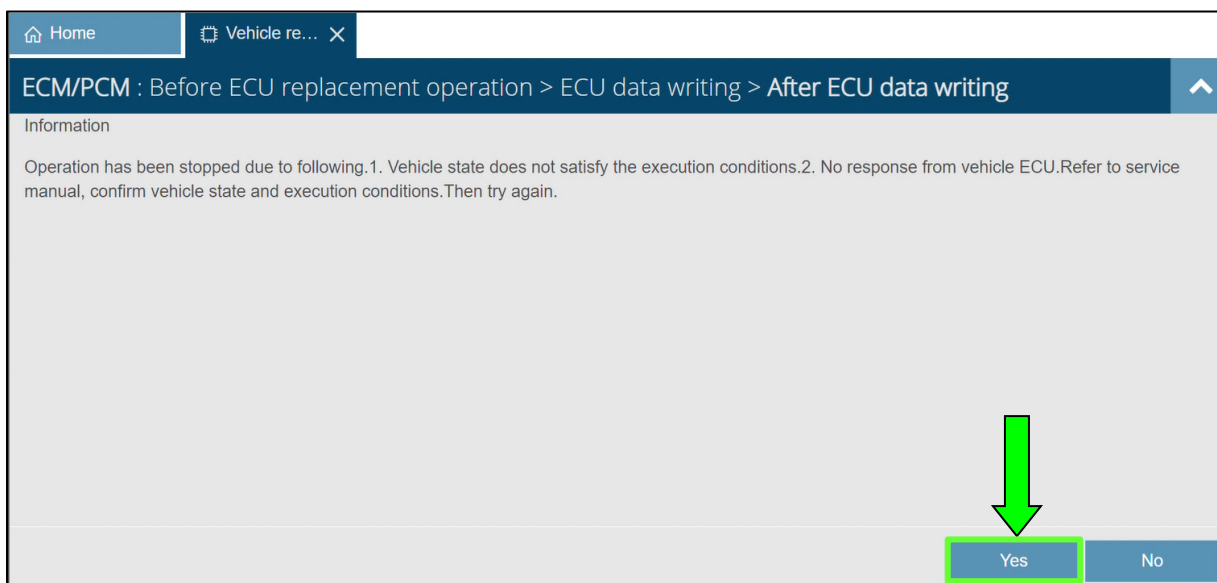 Home
Vehicle re...
ECM/PCM : Before ECU replacement operation > ECU data writing > After ECU data writing
Information
Operation has been stopped due to following.1. Vehicle state does not satisfy the execution conditions.2. No response from vehicle ECU.Refer to service
manual, confirm vehicle state and execution conditions.Then try again.
Yes
No